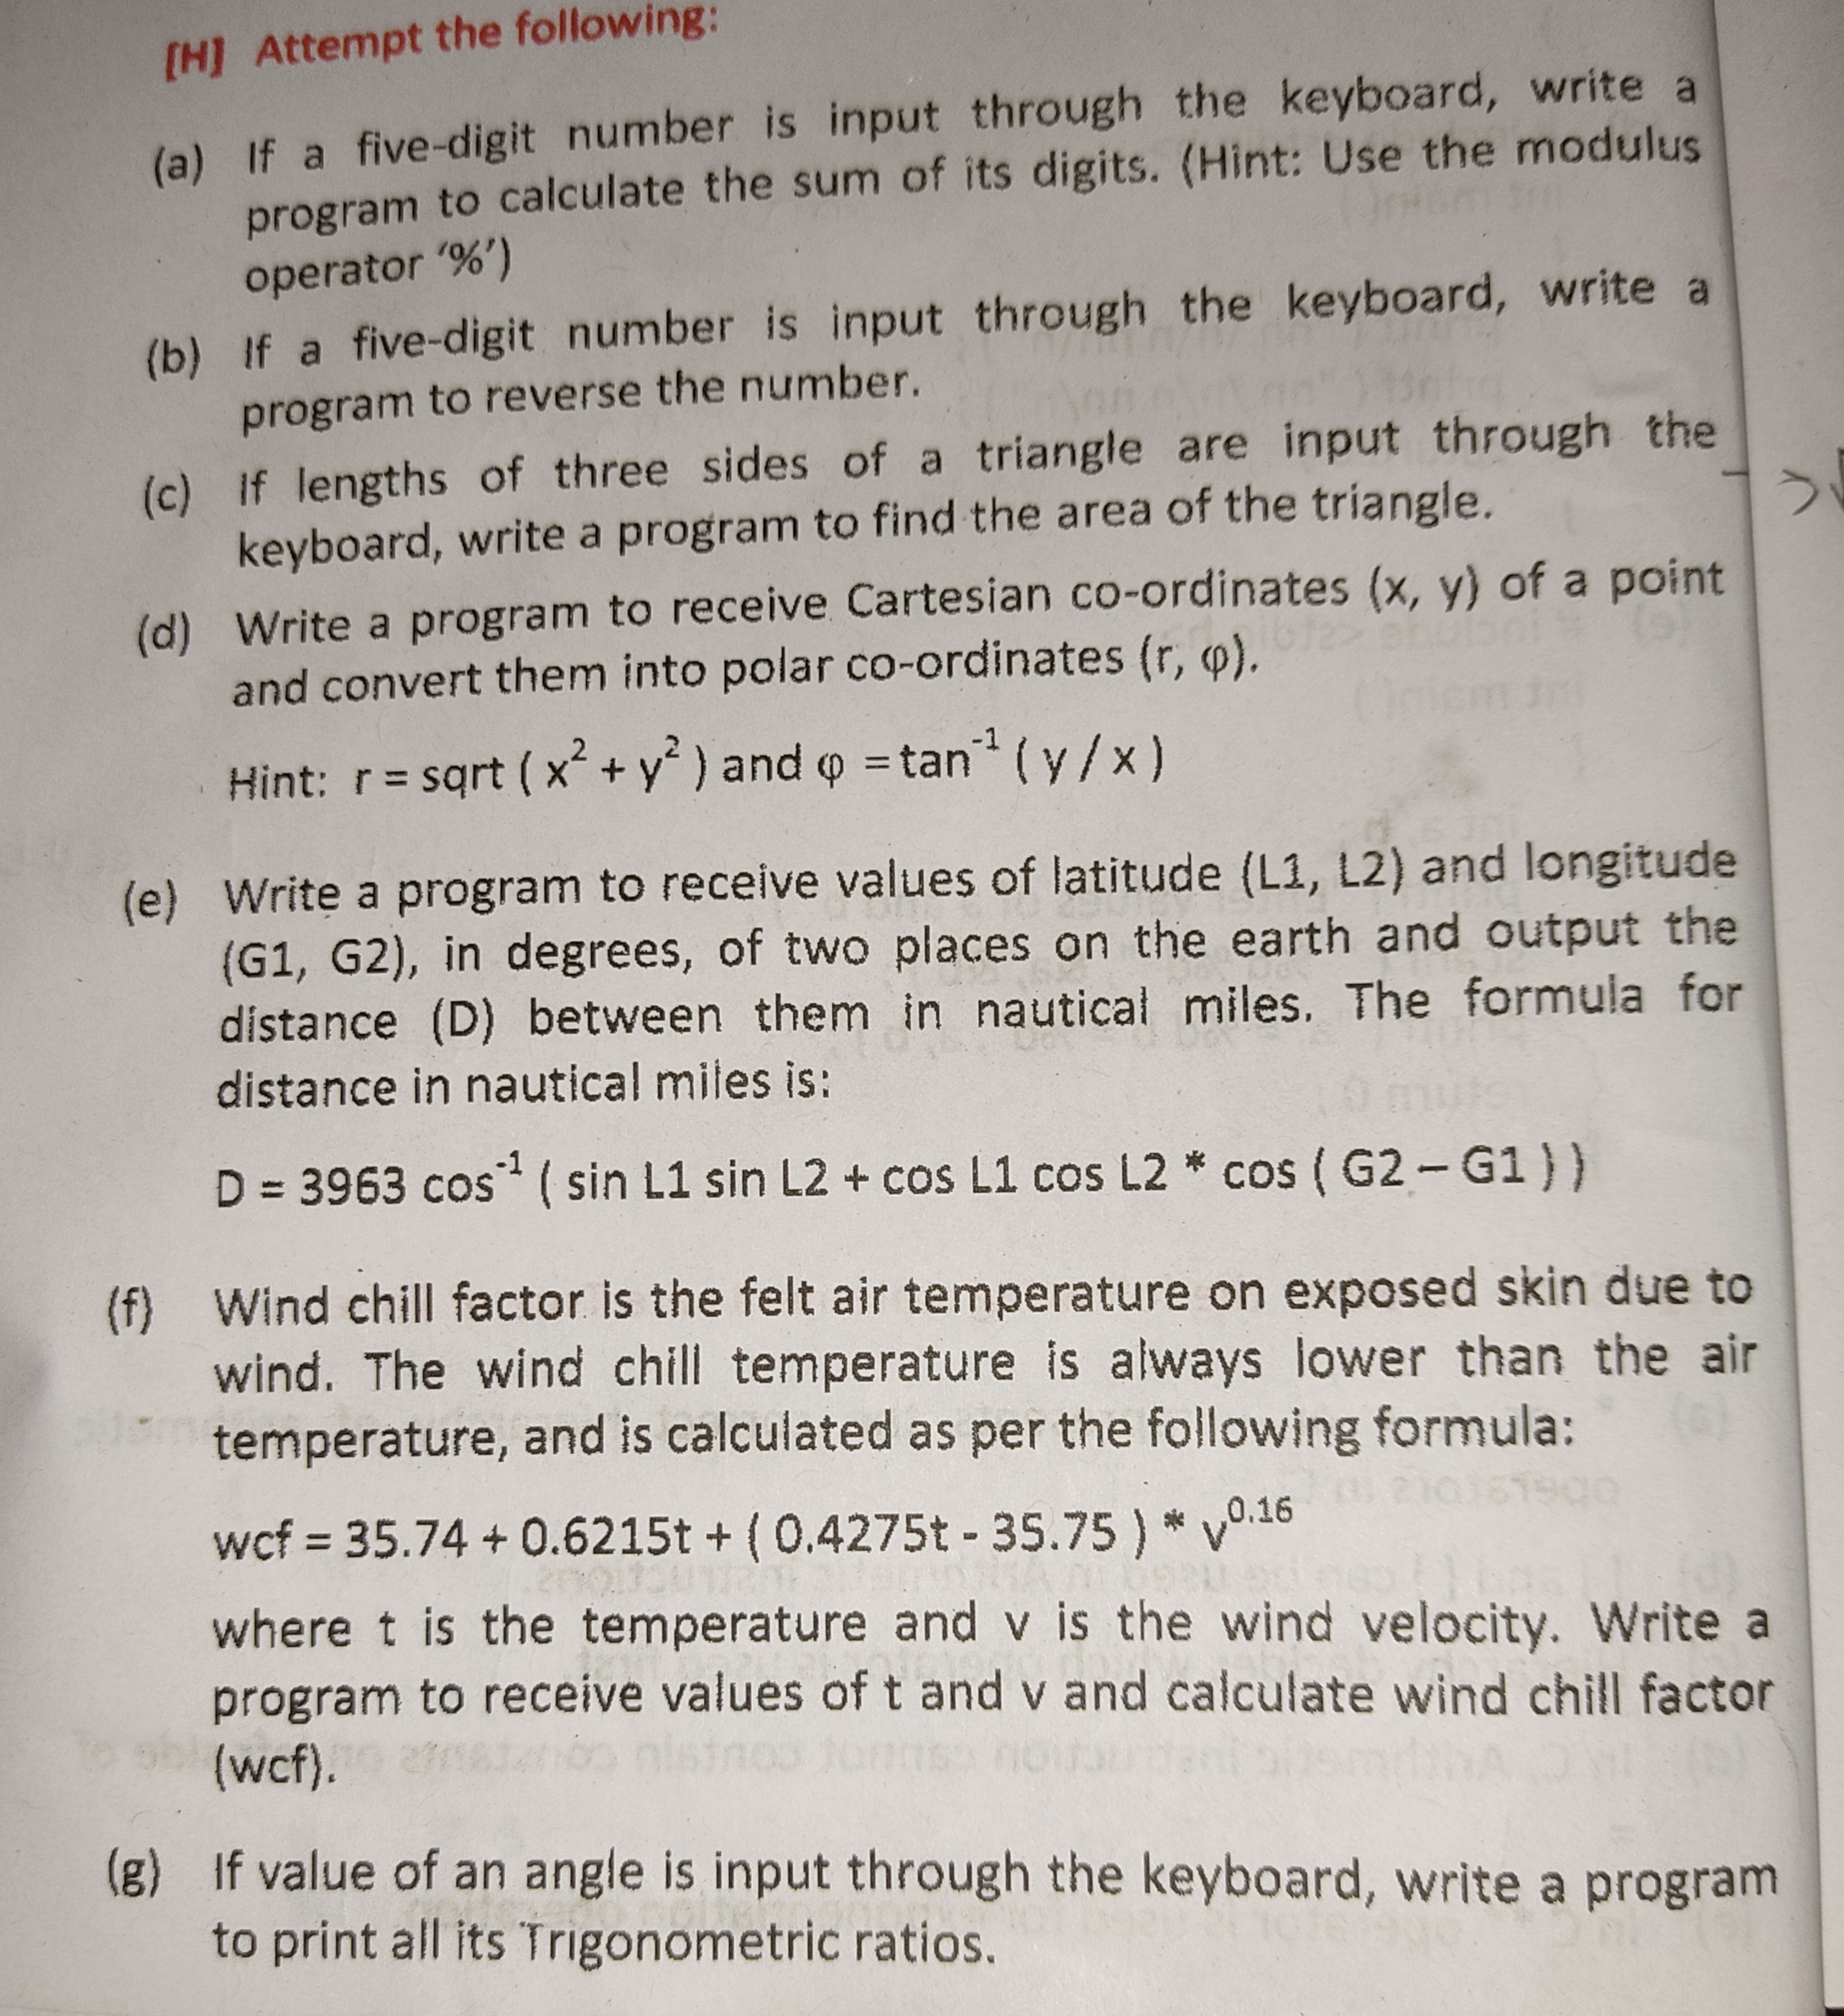 [H] Attempt the following:
(a) If a five-digit number is input through the keyboard, write a
program to calculate the sum of its digits. (Hint: Use the modulus
operator ‘%’)
(b) If a five-digit number is input through the keyboard, write a
program to reverse the number.
(c) If lengths of three sides of a triangle are input through the
keyboard, write a program to find the area of the triangle.
(d) Write a program to receive Cartesian co-ordinates (x, y) of a point
and convert them into polar co-ordinates (r, φ).
Hint: r = sqrt ( x² + y² ) and φ = tan⁻¹ ( y / x )
(e) Write a program to receive values of latitude (L1, L2) and longitude
(G1, G2), in degrees, of two places on the earth and output the
distance (D) between them in nautical miles. The formula for
distance in nautical miles is:
D = 3963 cos⁻¹ ( sin L1 sin L2 + cos L1 cos L2 * cos ( G2 – G1 ) )
(f) Wind chill factor is the felt air temperature on exposed skin due to
wind. The wind chill temperature is always lower than the air
temperature, and is calculated as per the following formula:
wcf = 35.74 + 0.6215t + ( 0.4275t - 35.75 ) * v^0.16
where t is the temperature and v is the wind velocity. Write a
program to receive values of t and v and calculate wind chill factor
(wcf).
(g) If value of an angle is input through the keyboard, write a program
to print all its Trigonometric ratios.